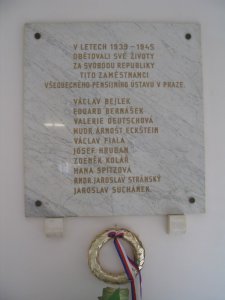 V LETECH 1939-1945
OBĚTOVALI SVÉ ŽIVOTY
ZA SVOBODU REPUBLIKY
TITO ZAMĚSTNANCI
VŠEOBECNÉHO PENSIJNÍHO ÚSTAVU V PRAZE
VÁCLAV BEJLEK
EDUARD BERNÁŠEK
VALERIE DEUTSCHOVÁ
MUDR. ARNOŠT ECKSTEIN
VÁCLAV FIALA
JOSEF HRUBAN
ZDENĚK KOLÁŘ
HANA SPITZOVÁ
RNDR. JAROSLAV STRÁNSKÝ
JAROSLAV SUCHÁNEK